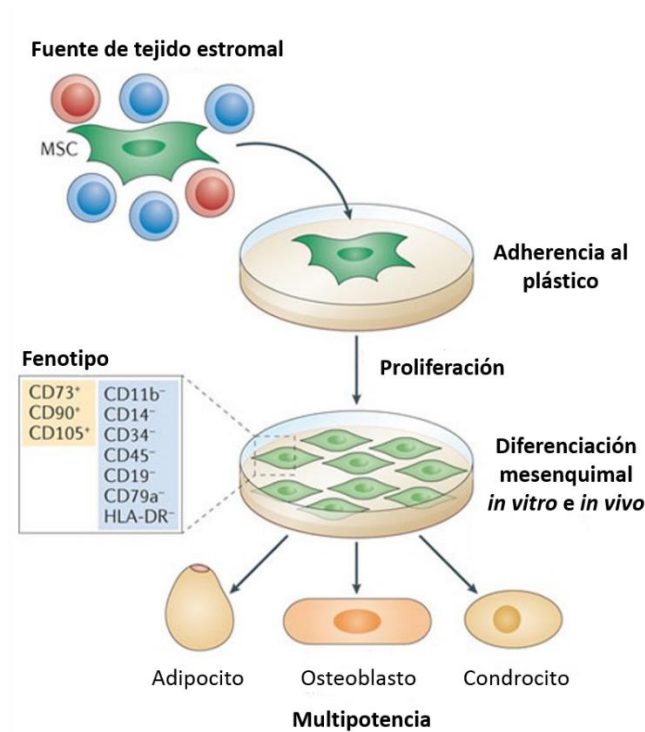 Fuente de tejido estromal
MSC
Adherencia al
plástico
Proliferación
Fenotipo
CD73⁺
CD90⁺
CD105⁺
CD11b⁻
CD14⁻
CD34⁻
CD45⁻
CD19⁻
CD79a⁻
HLA-DR⁻
Diferenciación
mesenquimal
in vitro e in vivo
Adipocito
Osteoblasto
Condrocito
Multipotencia